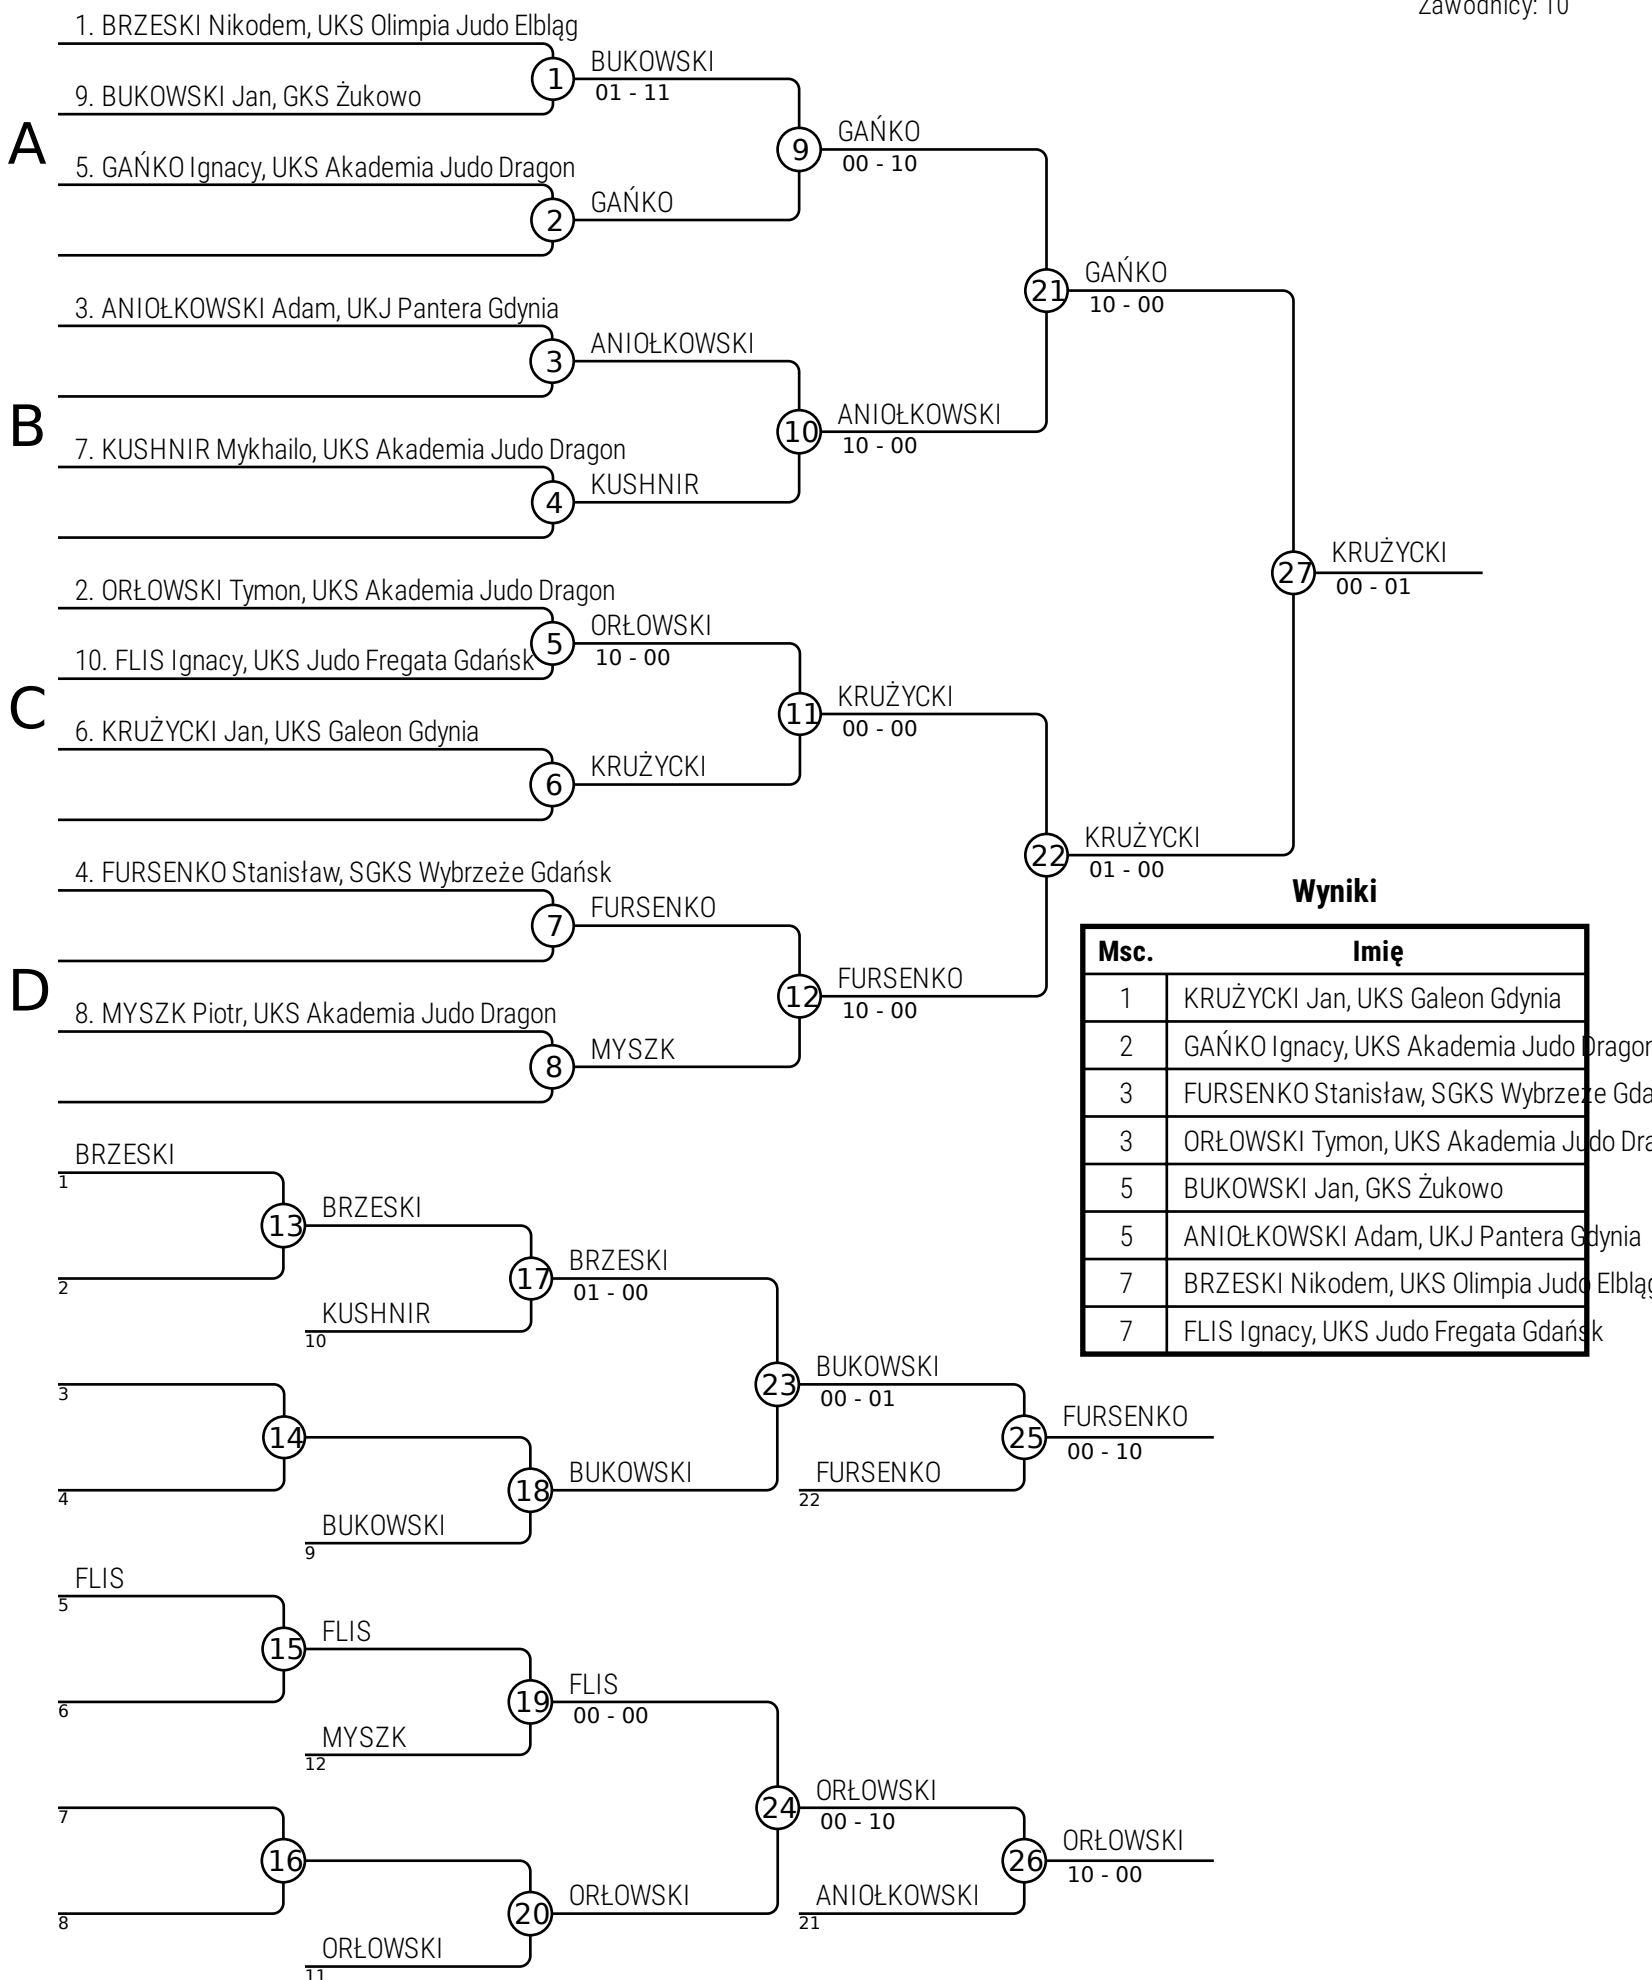 Zawodnicy: 10
1. BRZESKI Nikodem, UKS Olimpia Judo Elbląg
BUKOWSKI
1
01 - 11
9. BUKOWSKI Jan, GKS Żukowo
A
GAŃKO
9
00 - 10
5. GAŃKO Ignacy, UKS Akademia Judo Dragon
GAŃKO
2
GAŃKO
21
10 - 00
3. ANIOŁKOWSKI Adam, UKJ Pantera Gdynia
ANIOŁKOWSKI
3
B
ANIOŁKOWSKI
10
10 - 00
7. KUSHNIR Mykhailo, UKS Akademia Judo Dragon
KUSHNIR
4
KRUŻYCKI
27
00 - 01
2. ORŁOWSKI Tymon, UKS Akademia Judo Dragon
ORŁOWSKI
5
10 - 00
10. FLIS Ignacy, UKS Judo Fregata Gdańsk
C
KRUŻYCKI
11
00 - 00
6. KRUŻYCKI Jan, UKS Galeon Gdynia
KRUŻYCKI
6
KRUŻYCKI
22
01 - 00
4. FURSENKO Stanisław, SGKS Wybrzeże Gdańsk
FURSENKO
7
D
FURSENKO
12
10 - 00
8. MYSZK Piotr, UKS Akademia Judo Dragon
MYSZK
8
Wyniki
Msc. Imię
1 KRUŻYCKI Jan, UKS Galeon Gdynia
2 GAŃKO Ignacy, UKS Akademia Judo Dragon
3 FURSENKO Stanisław, SGKS Wybrzeże Gda
3 ORŁOWSKI Tymon, UKS Akademia Judo Dra
5 BUKOWSKI Jan, GKS Żukowo
5 ANIOŁKOWSKI Adam, UKJ Pantera Gdynia
7 BRZESKI Nikodem, UKS Olimpia Judo Elbląg
7 FLIS Ignacy, UKS Judo Fregata Gdańsk
BRZESKI
1
BRZESKI
13
2
BRZESKI
17
01 - 00
KUSHNIR
10
BUKOWSKI
23
00 - 01
3
14
4
BUKOWSKI
18
BUKOWSKI
9
FURSENKO
25
00 - 10
FURSENKO
22
FLIS
5
FLIS
15
6
FLIS
19
00 - 00
MYSZK
12
ORŁOWSKI
24
00 - 10
7
16
8
ORŁOWSKI
20
ORŁOWSKI
11
ORŁOWSKI
26
10 - 00
ANIOŁKOWSKI
21